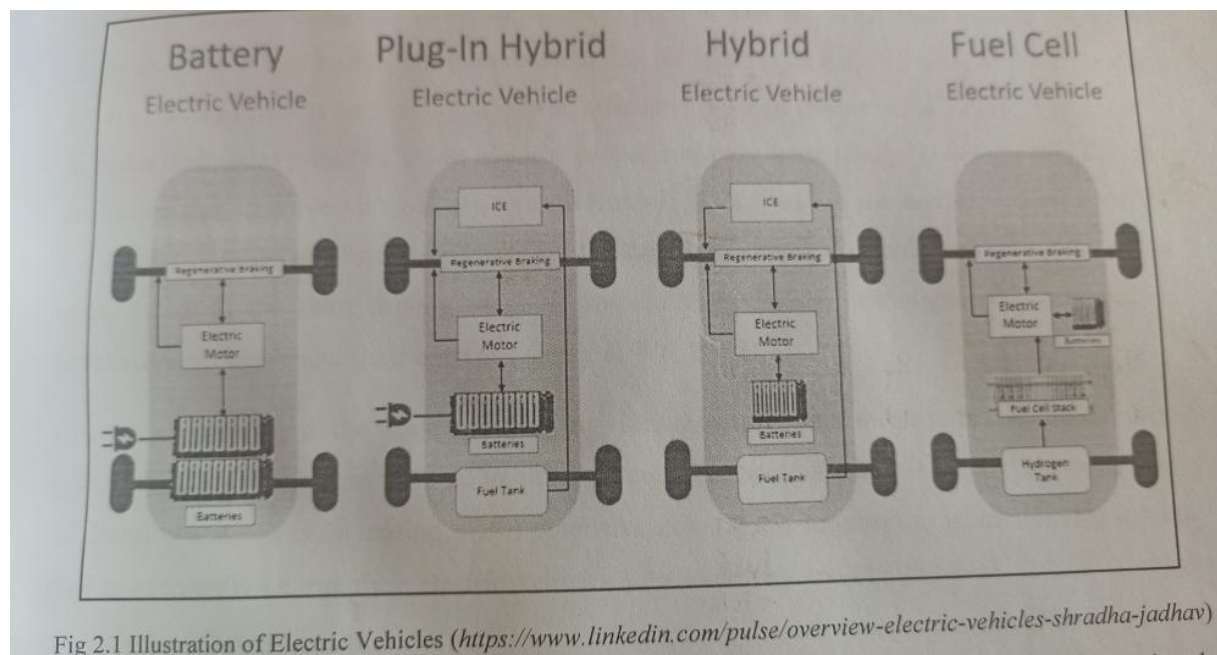 Battery
Electric Vehicle
Regenerative Braking
Electric
Motor
Batteries
Plug-In Hybrid
Electric Vehicle
ICE
Regenerative Braking
Electric
Motor
Batteries
Fuel Tank
Hybrid
Electric Vehicle
ICE
Regenerative Braking
Electric
Motor
Batteries
Fuel Tank
Fuel Cell
Electric Vehicle
Regenerative Braking
Electric
Motor
Batteries
Fuel Cell Stack
Hydrogen
Tank
Fig 2.1 Illustration of Electric Vehicles (https://www.linkedin.com/pulse/overview-electric-vehicles-shradha-jadhav)